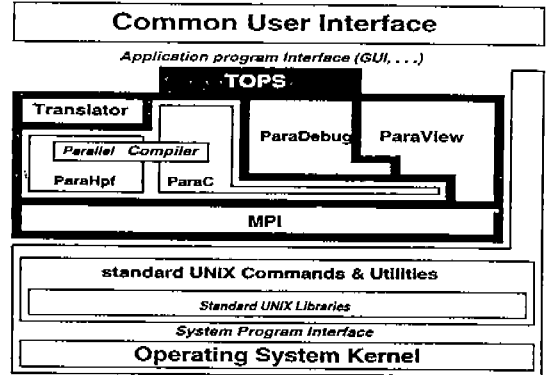 Common User Interface
Application program Interface (GUI, . . .)
TOPS
Translator
ParaDebug
ParaView
Parallel Compiler
ParaHpf
ParaC
MPI
standard UNIX Commands & Utilities
Standard UNIX Libraries
System Program Interface
Operating System Kernel